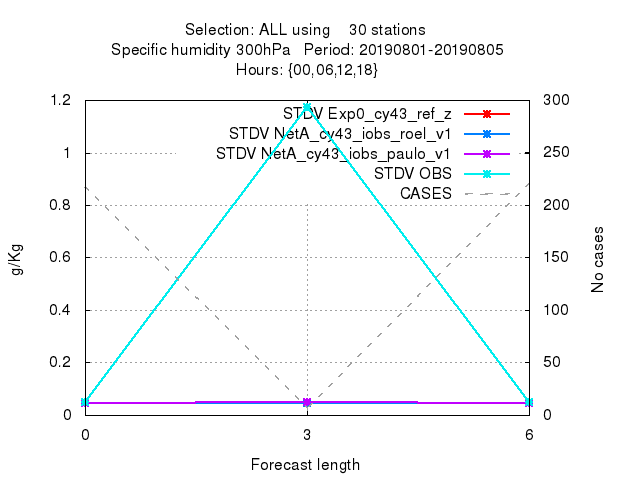 Selection: ALL using 30 stations
Specific humidity 300hPa Period: 20190801-20190805
Hours: {00,06,12,18}
1.2 300
STDV Exp0_cy43_ref_z
STDV NetA_cy43_iobs_roel_v1
1 250
STDV NetA_cy43_iobs_paulo_v1
STDV OBS
CASES
0.8 200
0.6 150
g/Kg
No cases
0.4 100
0.2 50
0 0
0 3 6
Forecast length